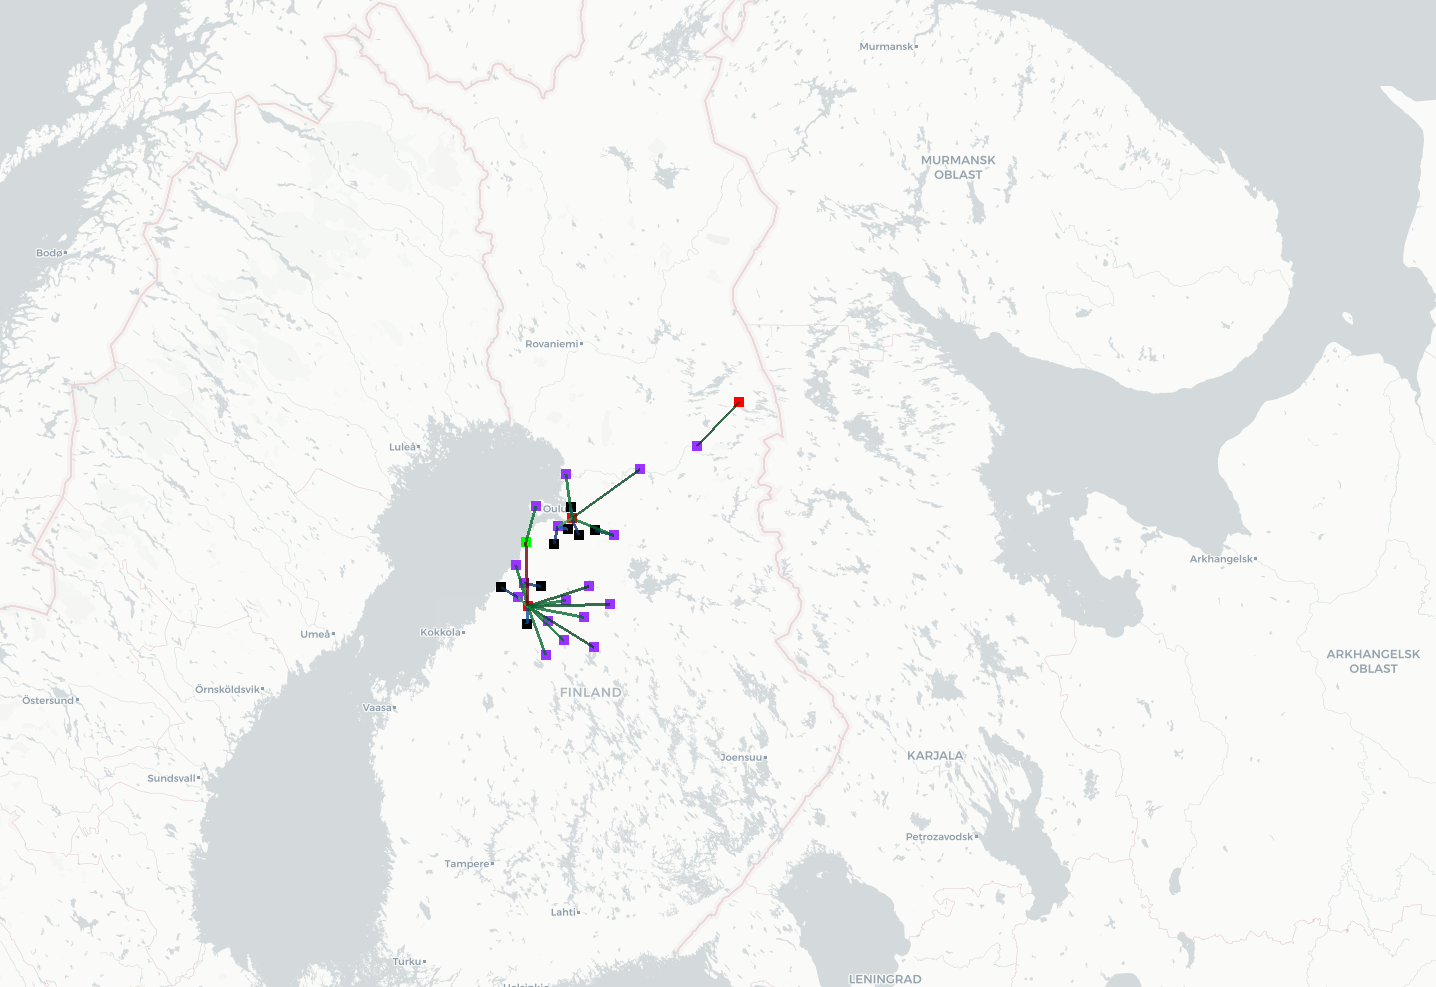 Murmansk
MURMANSK
OBLAST
Bodø
Rovaniemi
Luleå
Oulu
Arkhangelsk
Umeå
Kokkola
ARKHANGELSK
OBLAST
Örnsköldsvik
FINLAND
Östersund
Vaasa
Joensuu
KARJALA
Sundsvall
Petrozavodsk
Tampere
Lahti
Turku
LENINGRAD